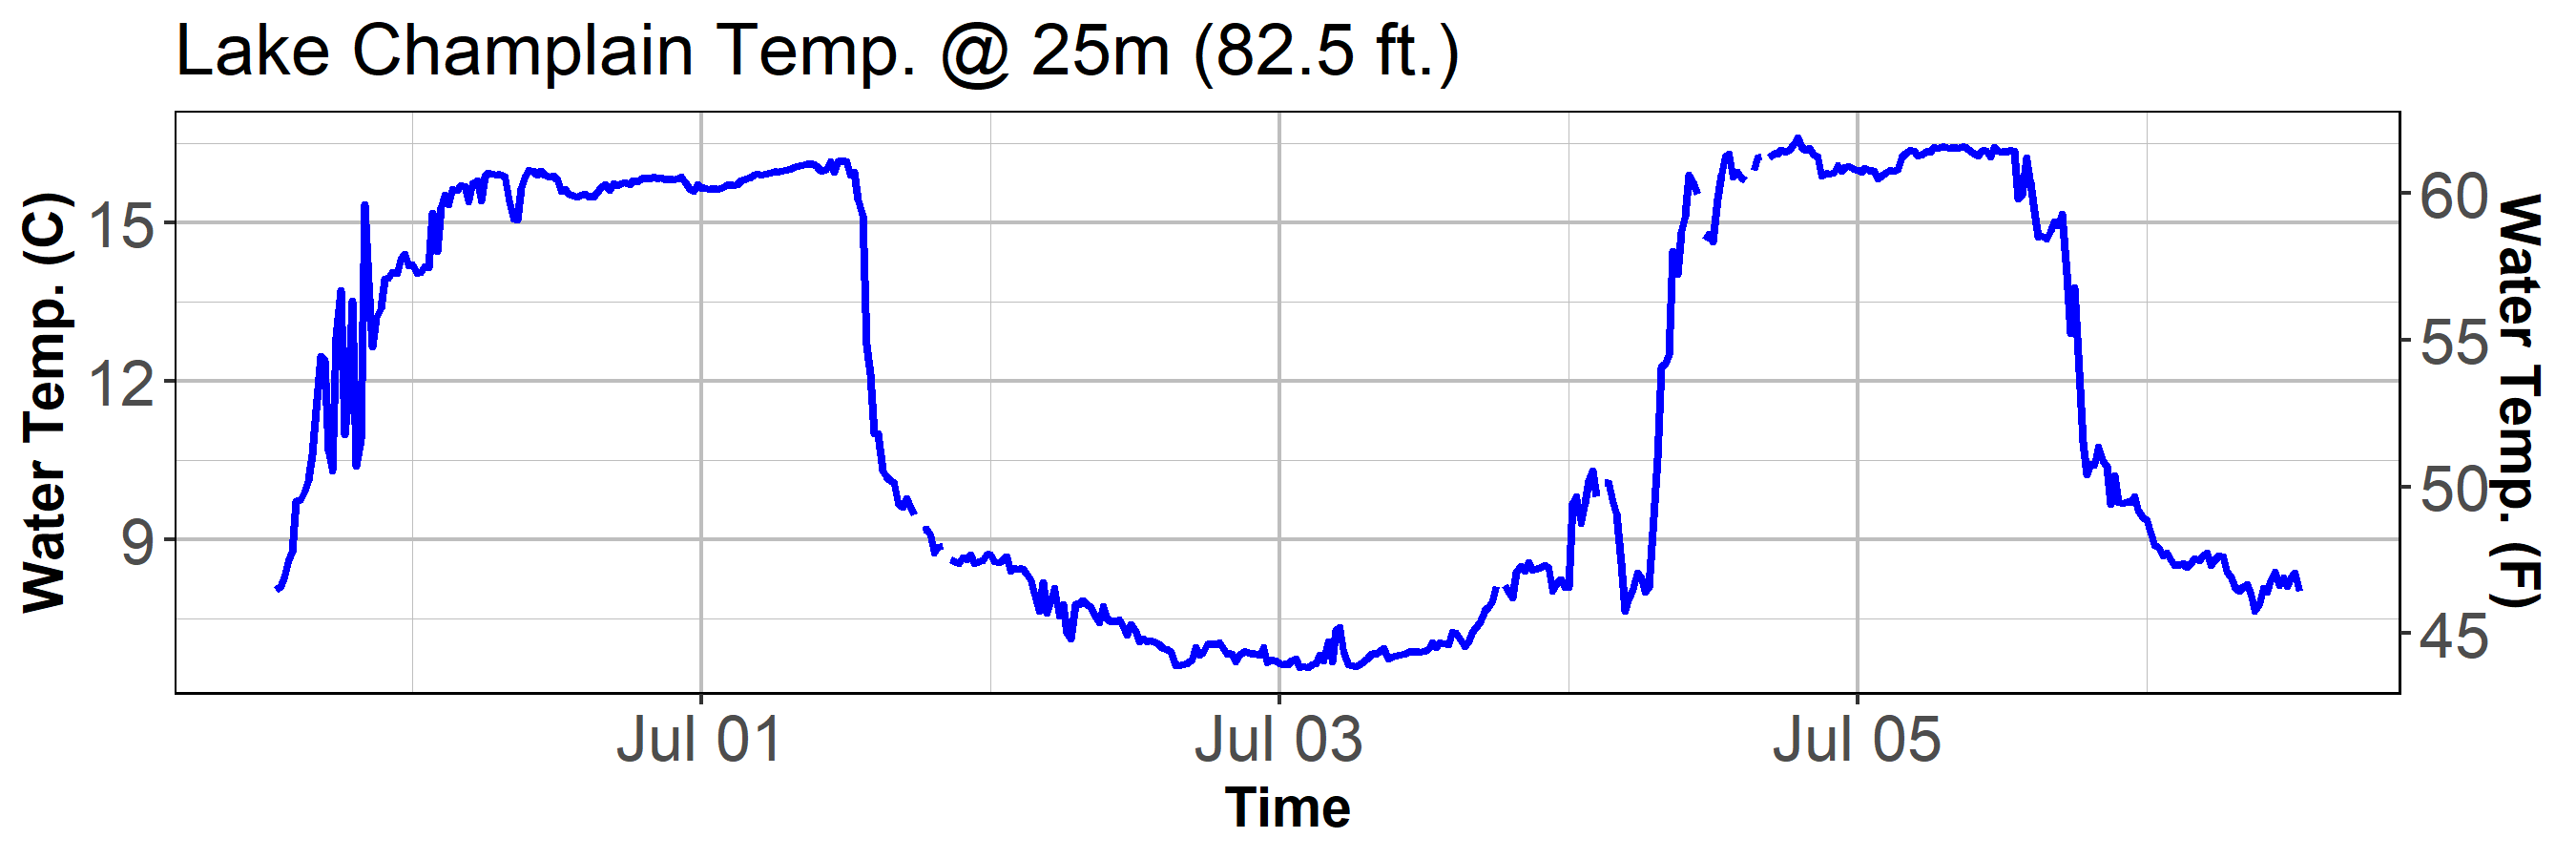 Lake Champlain Temp. @ 25m (82.5 ft.)
Water Temp. (C)
15
12
9
60
55
50
45
Water Temp. (F)
Jul 01 Jul 03 Jul 05
Time